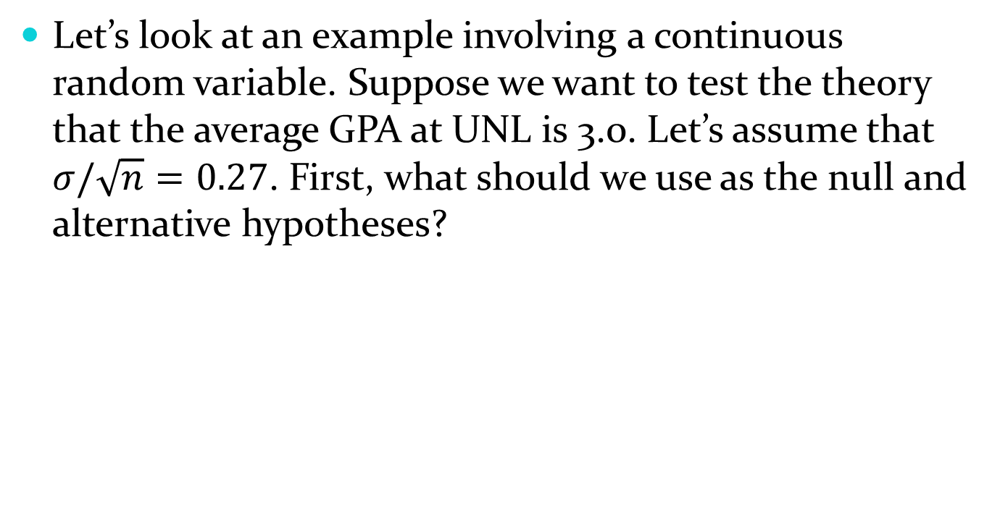 • Let’s look at an example involving a continuous
random variable. Suppose we want to test the theory
that the average GPA at UNL is 3.0. Let’s assume that
σ/√n = 0.27. First, what should we use as the null and
alternative hypotheses?